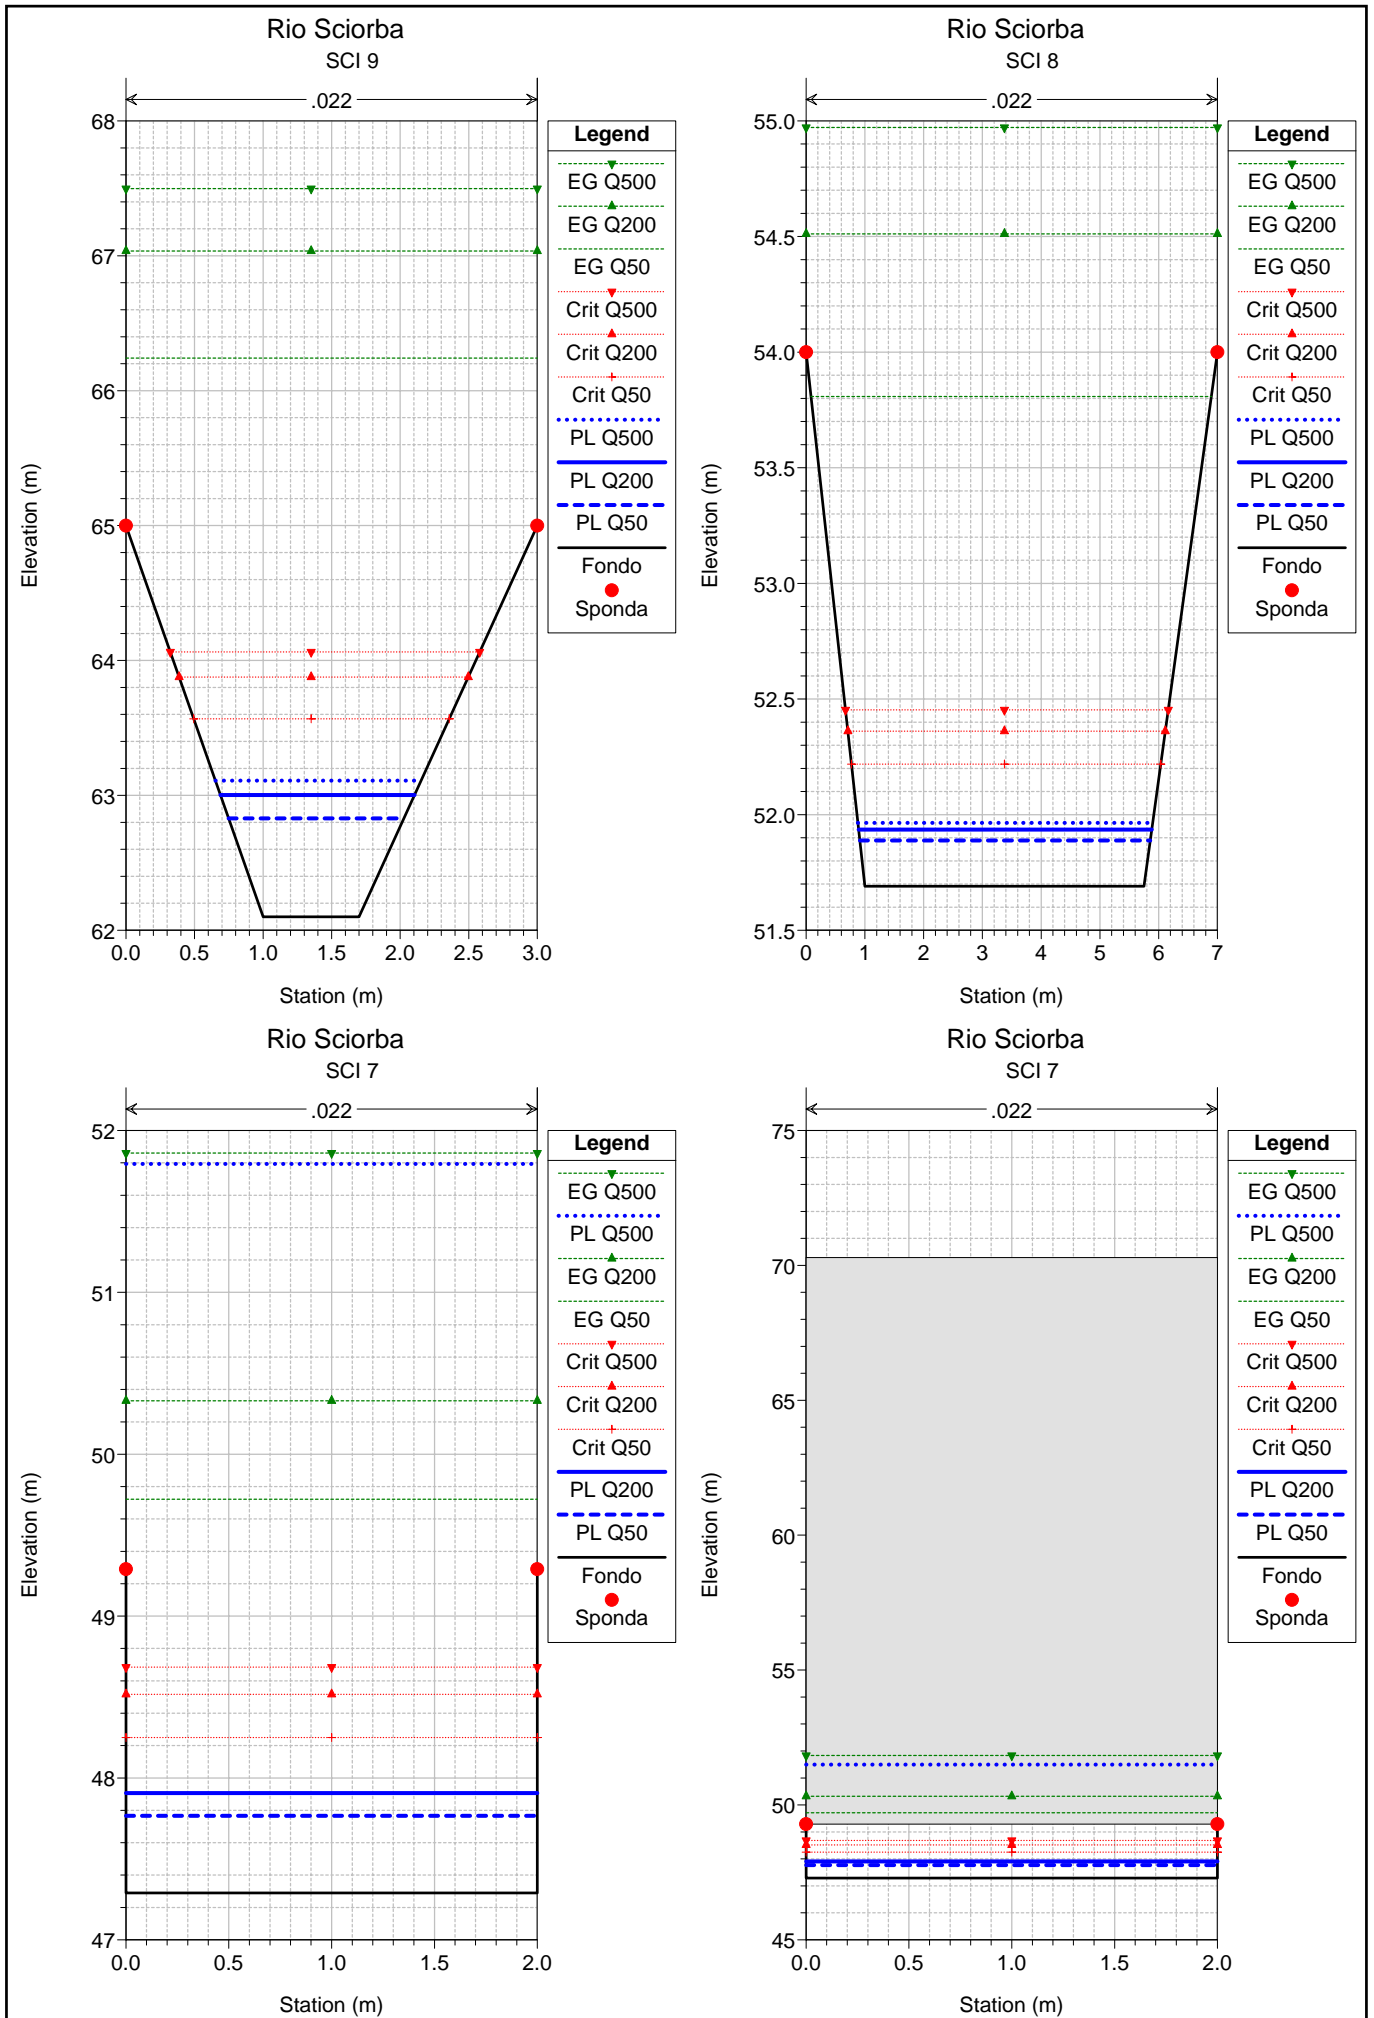 Rio Sciorba
SCI 9
.022
68
67
66
65
64
63
62
Elevation (m)
0.0 0.5 1.0 1.5 2.0 2.5 3.0
Station (m)
Legend
EG Q500
EG Q200
EG Q50
Crit Q500
Crit Q200
Crit Q50
PL Q500
PL Q200
PL Q50
Fondo
Sponda
Rio Sciorba
SCI 8
.022
55.0
54.5
54.0
53.5
53.0
52.5
52.0
51.5
Elevation (m)
0 1 2 3 4 5 6 7
Station (m)
Legend
EG Q500
EG Q200
EG Q50
Crit Q500
Crit Q200
Crit Q50
PL Q500
PL Q200
PL Q50
Fondo
Sponda
Rio Sciorba
SCI 7
.022
52
51
50
49
48
47
Elevation (m)
0.0 0.5 1.0 1.5 2.0
Station (m)
Legend
EG Q500
PL Q500
EG Q200
EG Q50
Crit Q500
Crit Q200
Crit Q50
PL Q200
PL Q50
Fondo
Sponda
Rio Sciorba
SCI 7
.022
75
70
65
60
55
50
45
Elevation (m)
0.0 0.5 1.0 1.5 2.0
Station (m)
Legend
EG Q500
PL Q500
EG Q200
EG Q50
Crit Q500
Crit Q200
Crit Q50
PL Q200
PL Q50
Fondo
Sponda